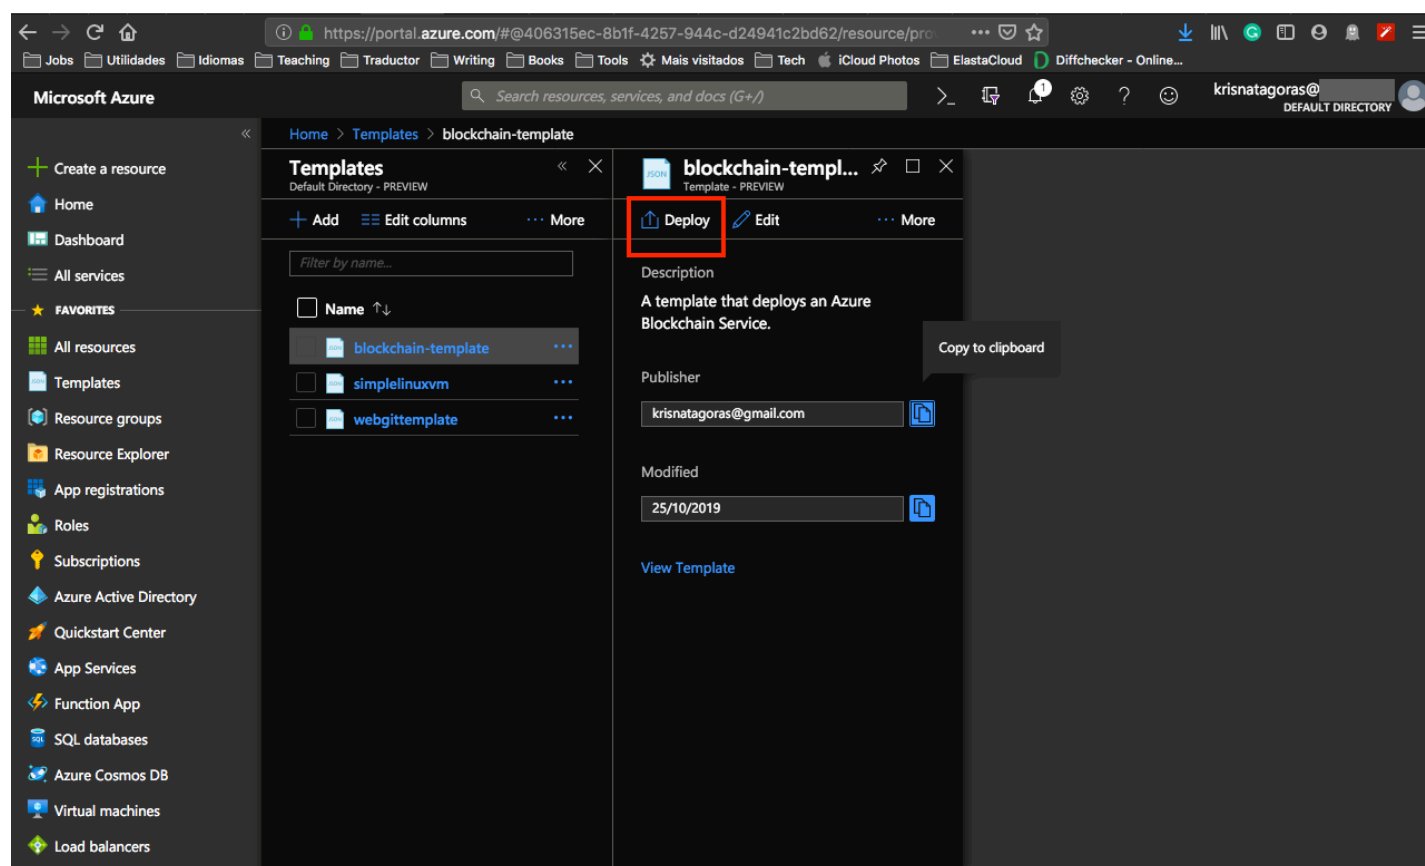 https://portal.azure.com/#@406315ec-8b1f-4257-944c-d24941c2bd62/resource/pro
Jobs Utilidades Idiomas Teaching Traductor Writing Books Tools Mais visitados Tech iCloud Photos ElastaCloud Diffchecker - Online...
Microsoft Azure
Search resources, services, and docs (G+/)
1
krisnatagoras@
DEFAULT DIRECTORY
Home > Templates > blockchain-template
Create a resource
Home
Dashboard
All services
FAVORITES
All resources
Templates
Resource groups
Resource Explorer
App registrations
Roles
Subscriptions
Azure Active Directory
Quickstart Center
App Services
Function App
SQL databases
Azure Cosmos DB
Virtual machines
Load balancers
Templates
Default Directory - PREVIEW
Add Edit columns ... More
Filter by name...
Name
blockchain-template ...
simplelinuxvm ...
webgittemplate ...
JSON
blockchain-templ...
Template - PREVIEW
Deploy Edit ... More
Description
A template that deploys an Azure
Blockchain Service.
Copy to clipboard
Publisher
krisnatagoras@gmail.com
Modified
25/10/2019
View Template